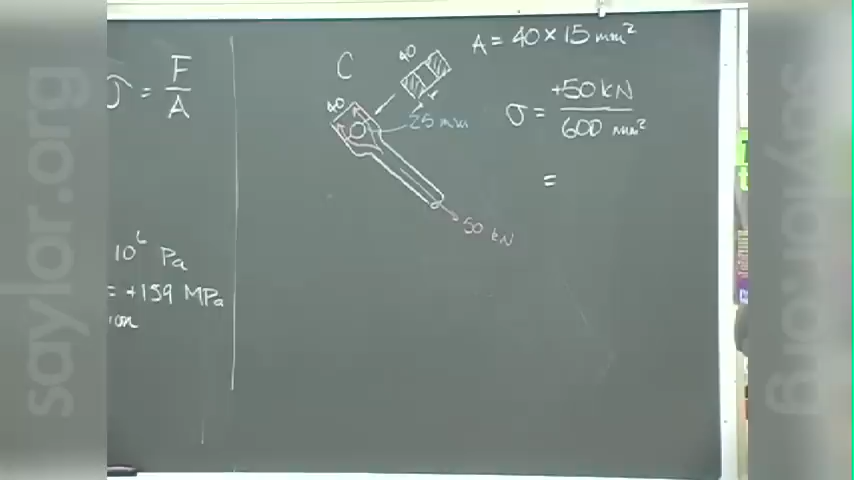 σ = F/A
10⁶ Pa
= +159 MPa
C
40
40
25 mm
50 kN
A = 40 × 15 mm²
σ = +50 kN / 600 mm²
=
saylor.org
saylor.org